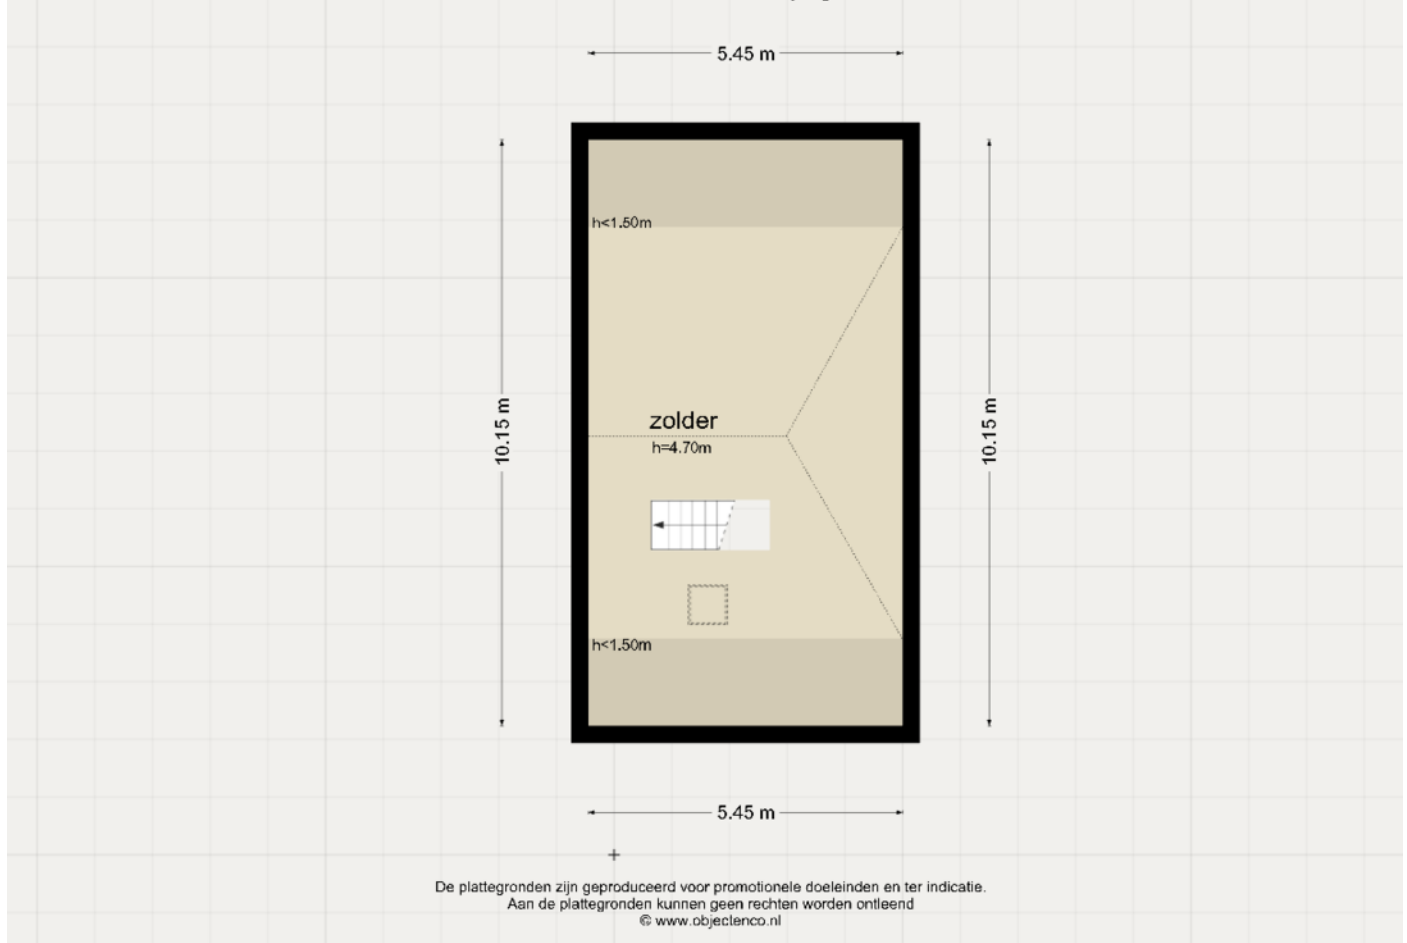 5.45 m
h<1.50m
10.15 m
10.15 m
zolder
h=4.70m
h<1.50m
5.45 m
De plattegronden zijn geproduceerd voor promotionele doeleinden en ter indicatie.
Aan de plattegronden kunnen geen rechten worden ontleend
© www.objectenco.nl